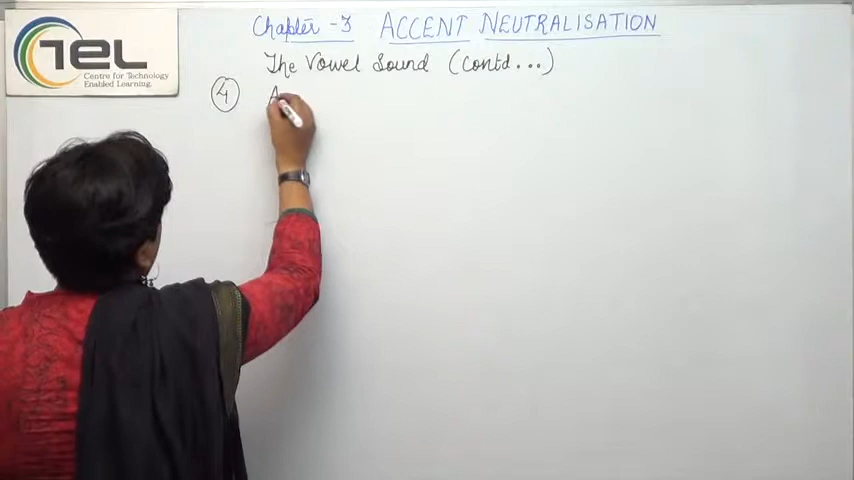 TEL
Centre for Technology
Enabled Learning
Chapter - 3 ACCENT NEUTRALISATION
The Vowel Sound (Contd...)
4 A